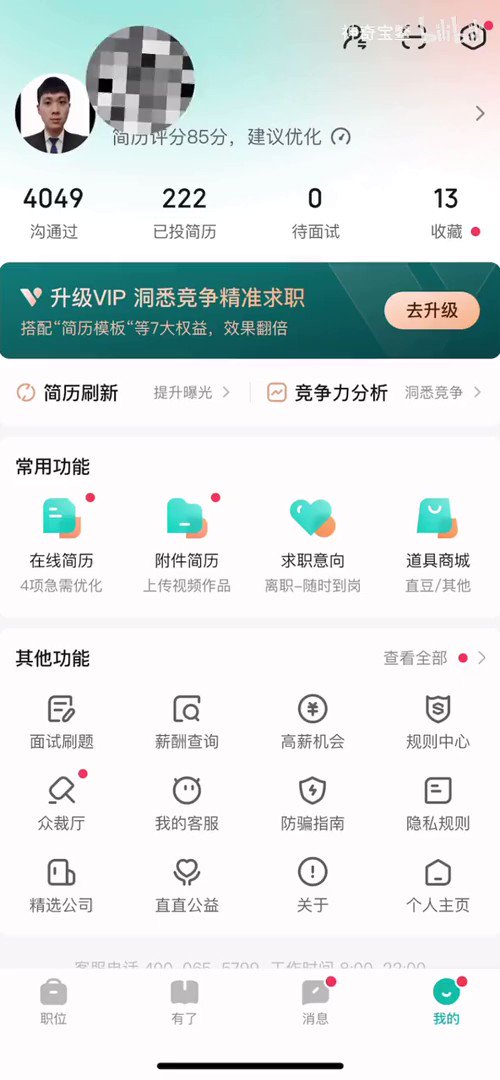 神奇宝坚
bilibili
简历评分85分，建议优化
4049 222 0 13
沟通过 已投简历 待面试 收藏
升级VIP 洞悉竞争精准求职
去升级
搭配“简历模板“等7大权益，效果翻倍
简历刷新 提升曝光 竞争力分析 洞悉竞争
常用功能
在线简历 附件简历 求职意向 道具商城
4项急需优化 上传视频作品 离职-随时到岗 直豆/其他
其他功能 查看全部
面试刷题 薪酬查询 高薪机会 规则中心
众裁厅 我的客服 防骗指南 隐私规则
精选公司 直直公益 关于 个人主页
客服电话 400-065-5799 工作时间 8:00-22:00
职位 有了 消息 我的